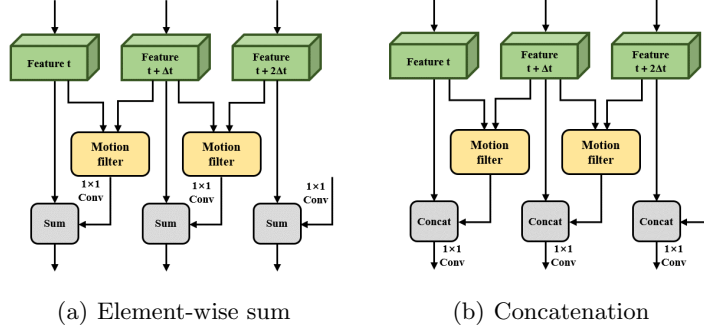 Feature t
Feature
t + Δt
Feature
t + 2Δt
Motion
filter
Motion
filter
1×1
Conv
1×1
Conv
1×1
Conv
Sum
Sum
Sum
(a) Element-wise sum
Feature t
Feature
t + Δt
Feature
t + 2Δt
Motion
filter
Motion
filter
Concat
Concat
Concat
1×1
Conv
1×1
Conv
1×1
Conv
(b) Concatenation